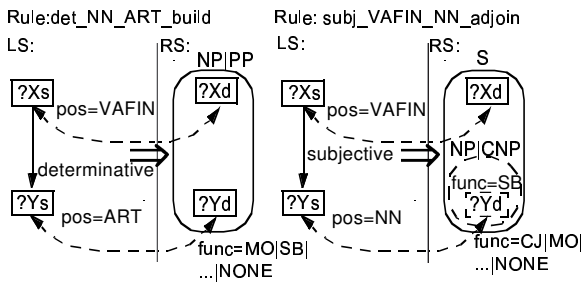 Rule:det_NN_ART_build
LS:
RS:
NP|PP
?Xs
?Xd
pos=VAFIN
determinative
?Ys
?Yd
pos=ART
func=MO|SB|
...|NONE
Rule: subj_VAFIN_NN_adjoin
LS:
RS:
S
?Xs
?Xd
pos=VAFIN
NP|CNP
subjective
func=SB
?Ys
?Yd
pos=NN
func=CJ|MO|
...|NONE